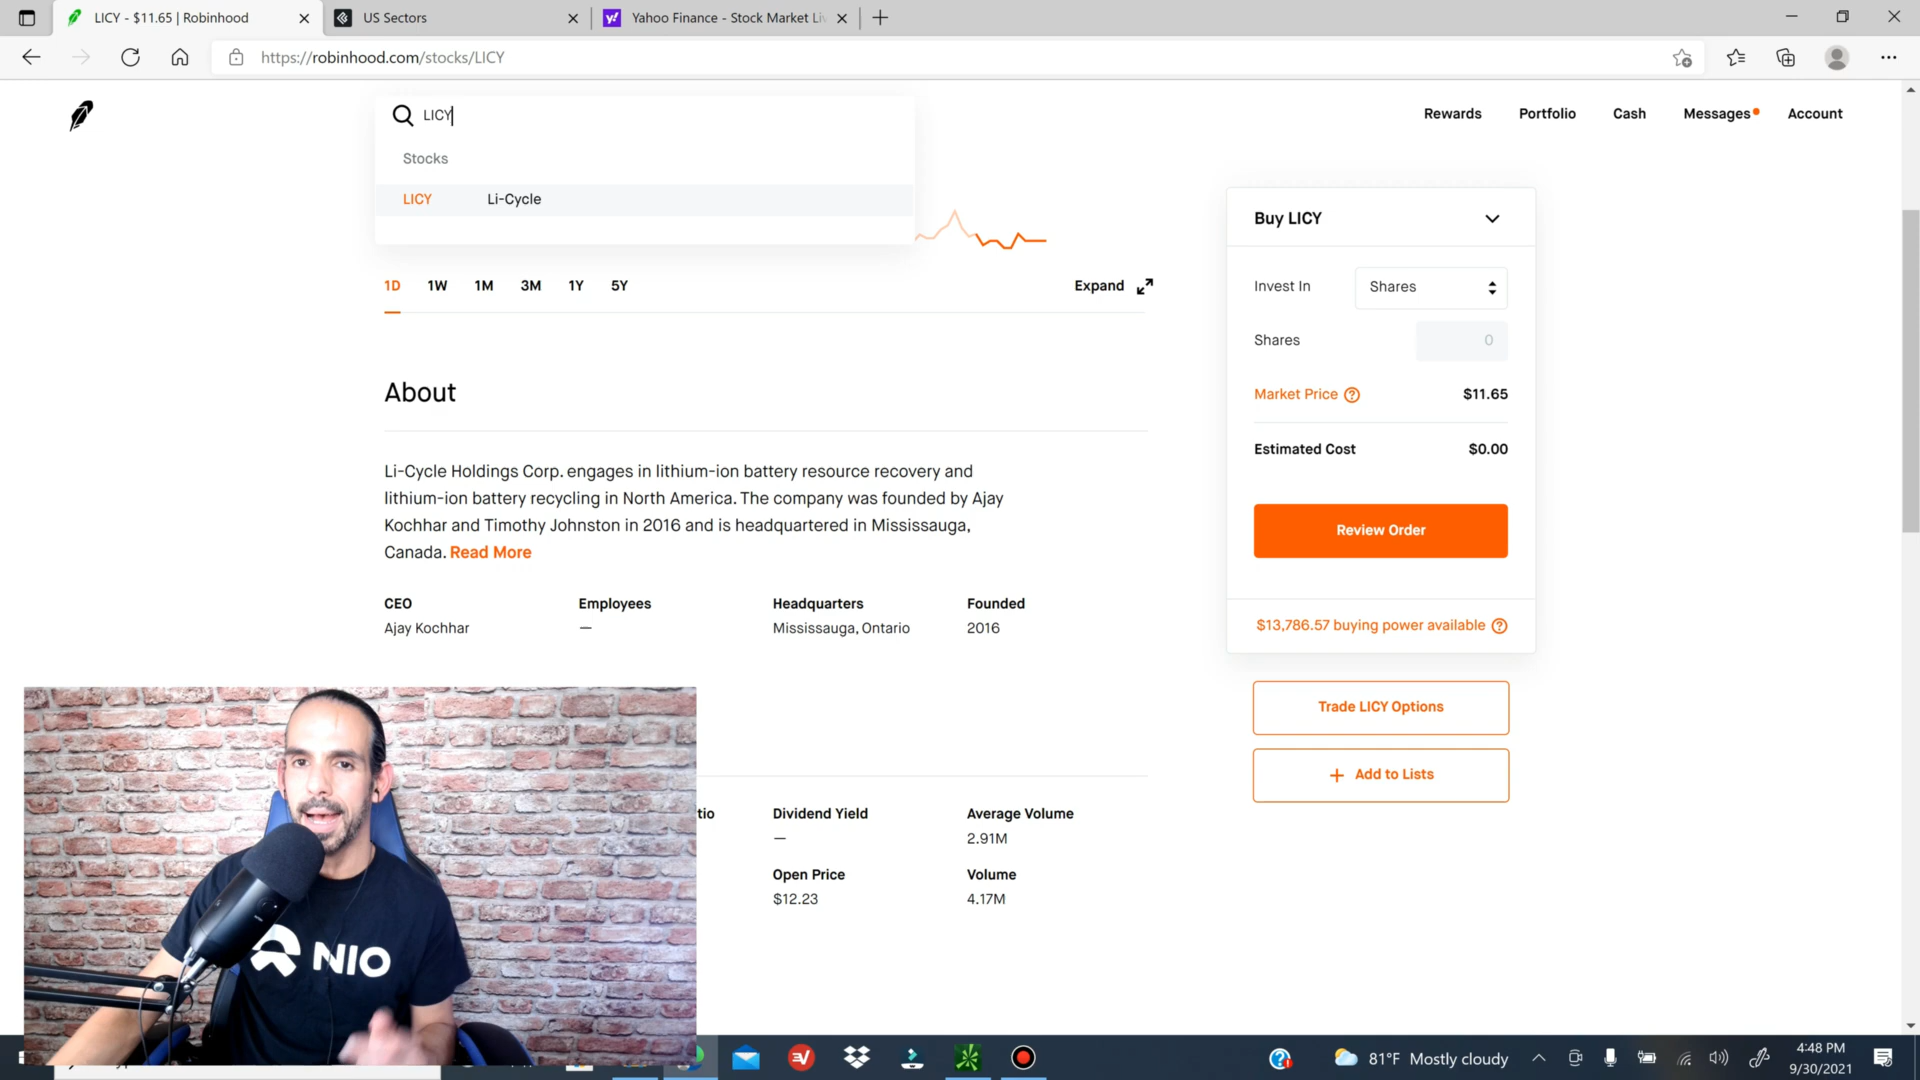 LICY - $11.65 | Robinhood
US Sectors
Yahoo Finance - Stock Market Li
https://robinhood.com/stocks/LICY
LICY
Rewards
Portfolio
Cash
Messages
Account
Stocks
LICY
Li-Cycle
Buy LICY
1D
1W
1M
3M
1Y
5Y
Expand
Invest In
Shares
Shares
0
Market Price
$11.65
Estimated Cost
$0.00
Review Order
$13,786.57 buying power available
Trade LICY Options
Add to Lists
About
Li-Cycle Holdings Corp. engages in lithium-ion battery resource recovery and
lithium-ion battery recycling in North America. The company was founded by Ajay
Kochhar and Timothy Johnston in 2016 and is headquartered in Mississauga,
Canada. Read More
CEO
Ajay Kochhar
Employees
—
Headquarters
Mississauga, Ontario
Founded
2016
tio
Dividend Yield
—
Average Volume
2.91M
Open Price
$12.23
Volume
4.17M
NIO
81°F Mostly cloudy
4:48 PM
9/30/2021